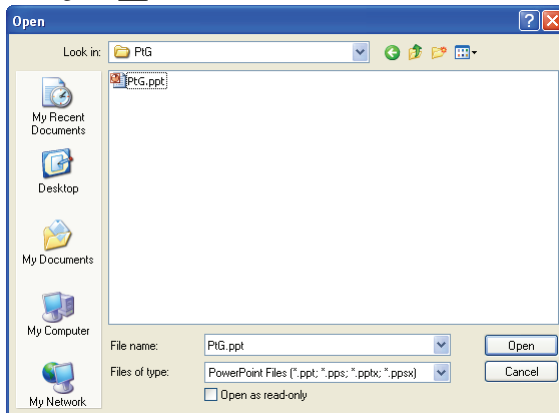 Open
Look in:
PtG
PtG.ppt
My Recent
Documents
Desktop
My Documents
My Computer
My Network
File name:
PtG.ppt
Open
Files of type:
PowerPoint Files (*.ppt; *.pps; *.pptx; *.ppsx)
Cancel
Open as read-only